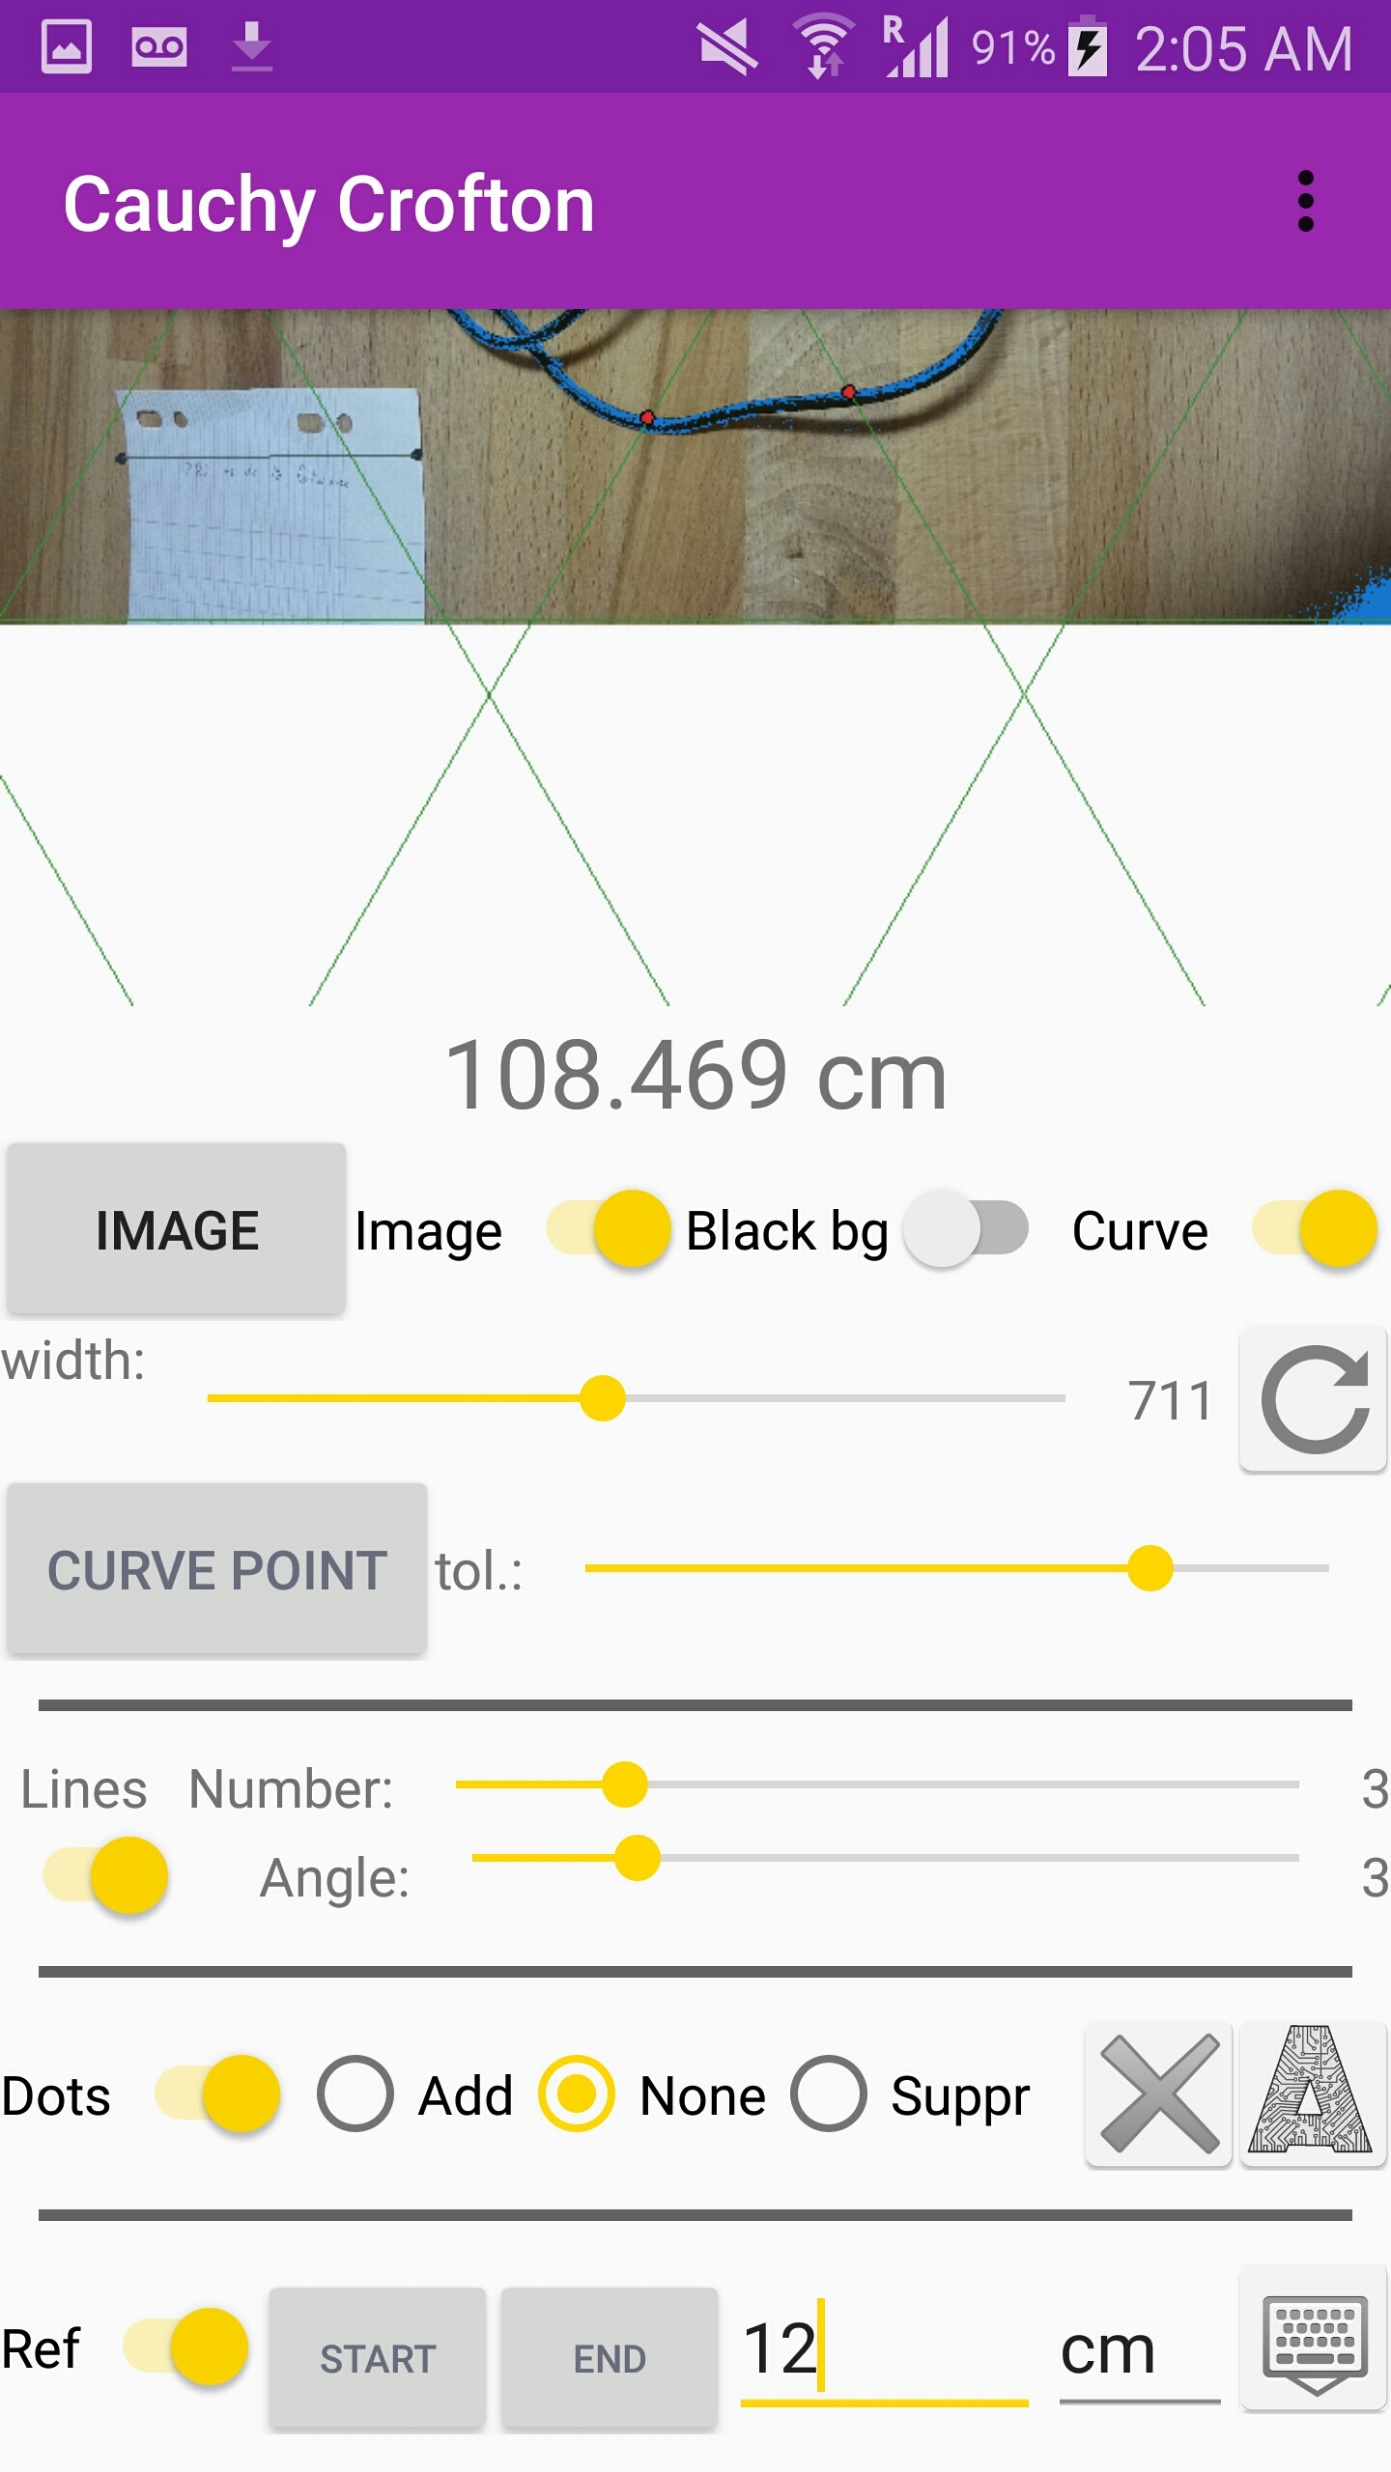 91% 2:05 AM
Cauchy Crofton
108.469 cm
IMAGE Image Black bg Curve
width: 711
CURVE POINT tol.:
Lines Number: 3
Angle: 3
Dots Add None Suppr
Ref START END 12 cm